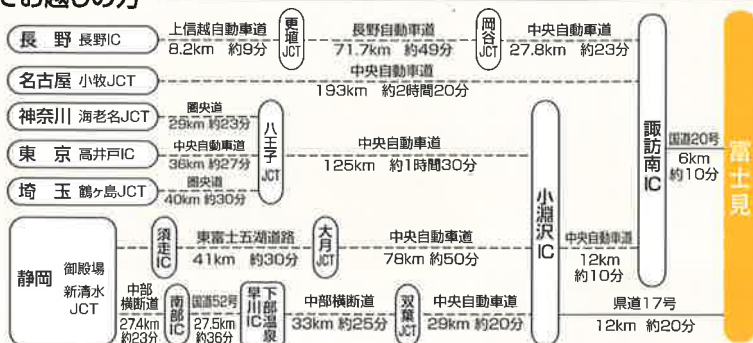 でお越しの方
長野 長野IC
上信越自動車道
8.2km 約9分
更埴JCT
長野自動車道
71.7km 約49分
岡谷JCT
中央自動車道
27.8km 約23分
名古屋 小牧JCT
中央自動車道
193km 約2時間20分
神奈川 海老名JCT
圏央道
29km 約23分
東京 高井戸IC
中央自動車道
36km 約27分
埼玉 鶴ヶ島JCT
圏央道
40km 約30分
八王子JCT
中央自動車道
125km 約1時間30分
静岡 御殿場 新清水JCT
須走IC
東富士五湖道路
41km 約30分
大月JCT
中央自動車道
78km 約50分
中部横断道
27.4km 約23分
南部IC
国道52号
27.5km 約36分
下部温泉早川IC
中部横断道
33km 約25分
双葉JCT
中央自動車道
29km 約20分
小淵沢IC
中央自動車道
12km 約10分
諏訪南IC
国道20号
6km 約10分
県道17号
12km 約20分
富士見